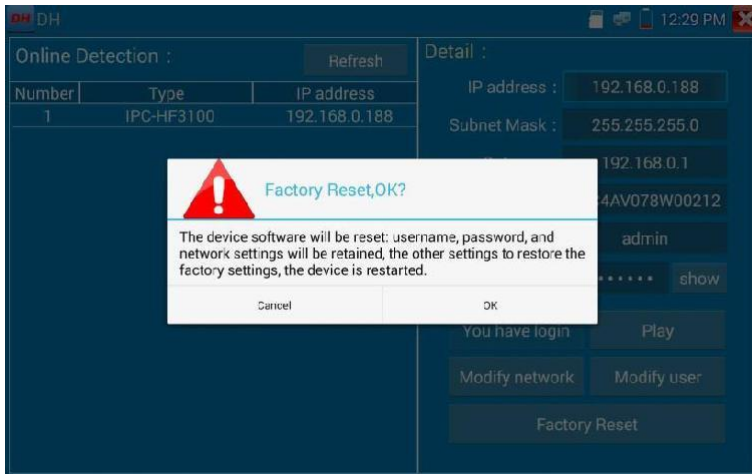 DH DH
12:29 PM
Online Detection :
Refresh
Number Type IP address
1 IPC-HF3100 192.168.0.188
Detail :
IP address : 192.168.0.188
Subnet Mask : 255.255.255.0
192.168.0.1
4AV078W00212
admin
show
You have login
Play
Modify network
Modify user
Factory Reset
Factory Reset,OK?
The device software will be reset: username, password, and
network settings will be retained, the other settings to restore the
factory settings, the device is restarted.
Cancel
OK